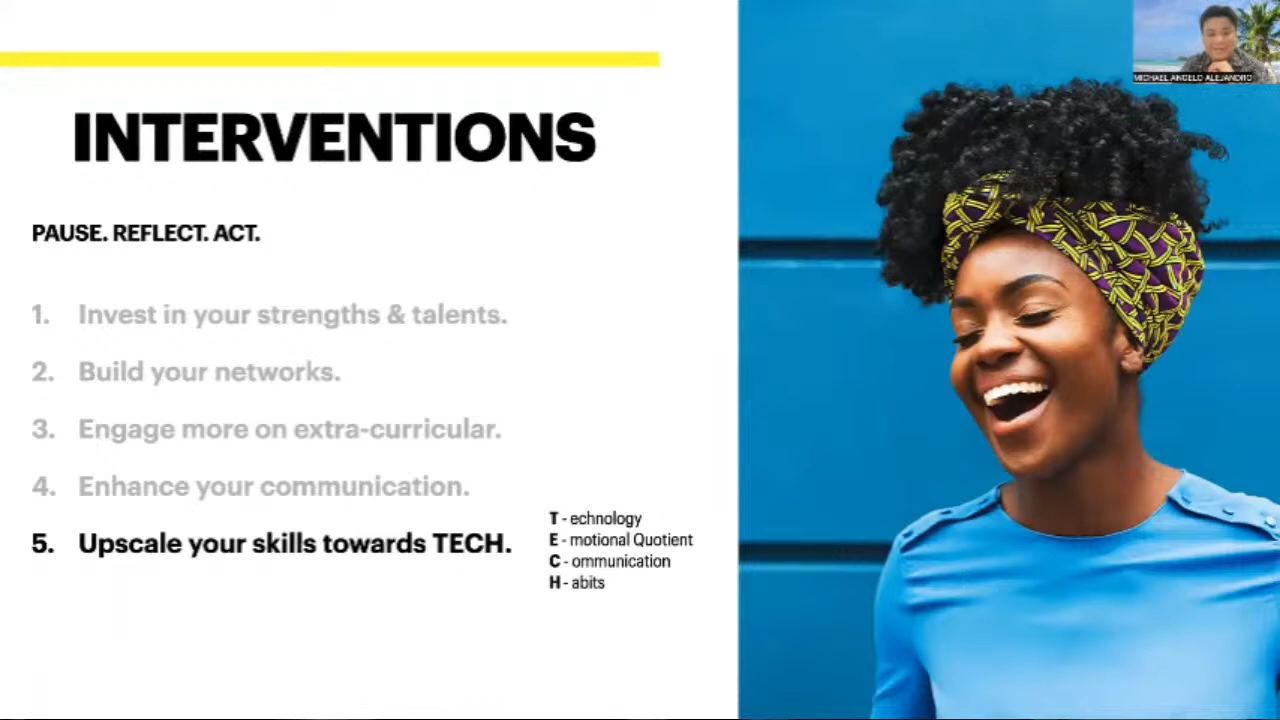 MICHAEL ANGELO ALEJANDRO
INTERVENTIONS
PAUSE. REFLECT. ACT.
1. Invest in your strengths & talents.
2. Build your networks.
3. Engage more on extra-curricular.
4. Enhance your communication.
5. Upscale your skills towards TECH.
T - echnology
E - motional Quotient
C - ommunication
H - abits